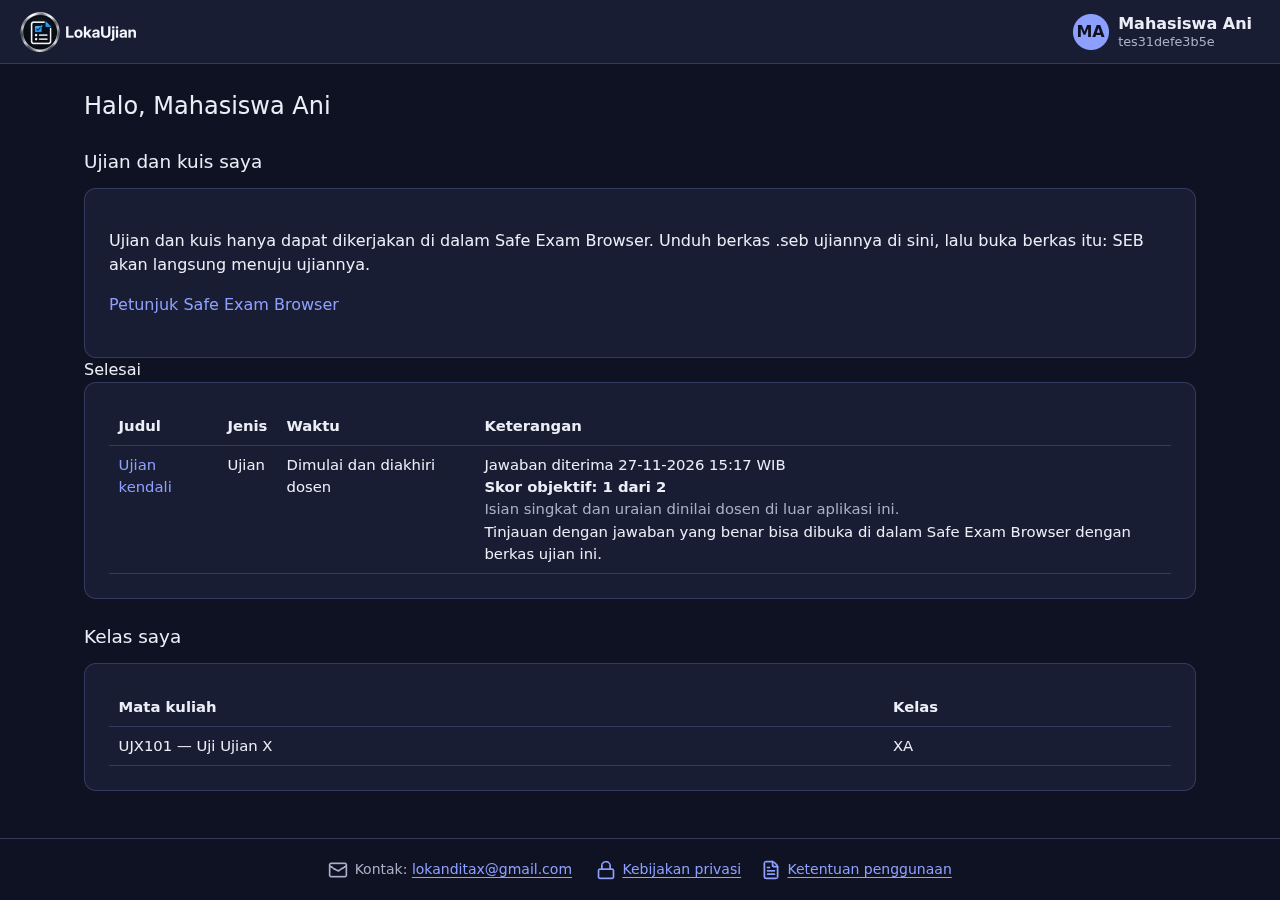 LokaUjian
MA
Mahasiswa Ani
tes31defe3b5e
Halo, Mahasiswa Ani
Ujian dan kuis saya
Ujian dan kuis hanya dapat dikerjakan di dalam Safe Exam Browser. Unduh berkas .seb ujiannya di sini, lalu buka berkas itu: SEB
akan langsung menuju ujiannya.
Petunjuk Safe Exam Browser
Selesai
Judul Jenis Waktu Keterangan
Ujian kendali Ujian Dimulai dan diakhiri dosen Jawaban diterima 27-11-2026 15:17 WIB
Skor objektif: 1 dari 2
Isian singkat dan uraian dinilai dosen di luar aplikasi ini.
Tinjauan dengan jawaban yang benar bisa dibuka di dalam Safe Exam Browser dengan
berkas ujian ini.
Kelas saya
Mata kuliah Kelas
UJX101 — Uji Ujian X XA
Kontak: lokanditax@gmail.com Kebijakan privasi Ketentuan penggunaan